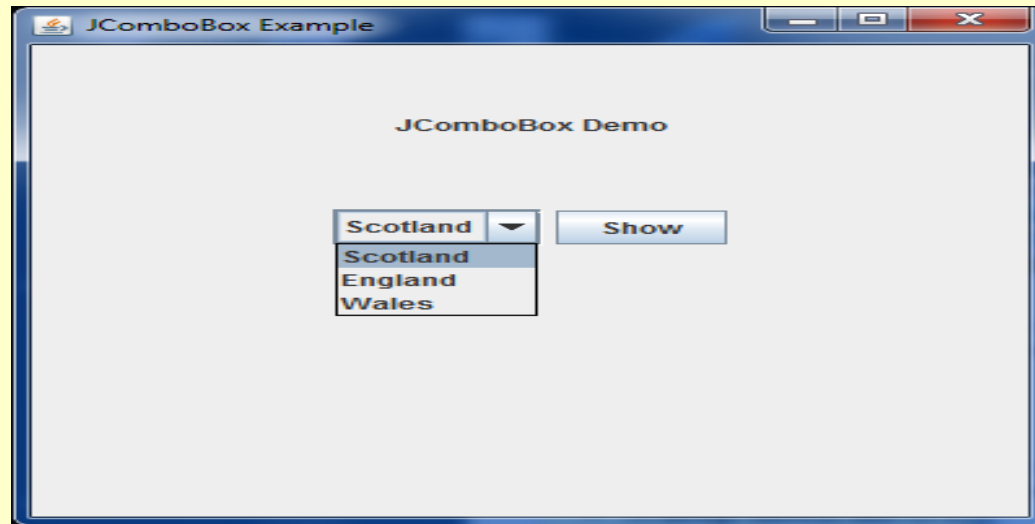 JComboBox Example
JComboBox Demo
Scotland
Show
Scotland
England
Wales